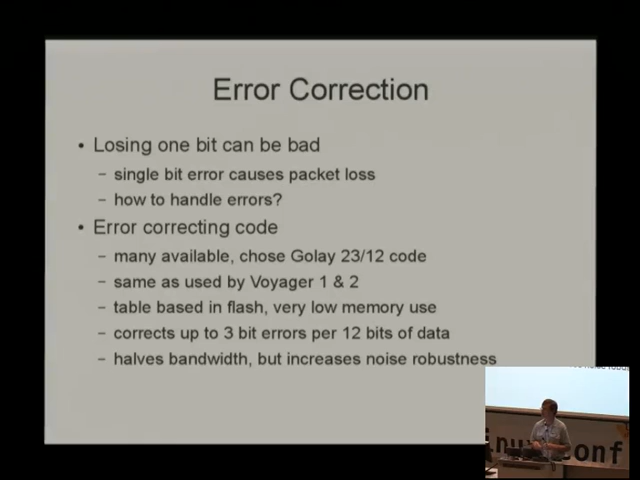 Error Correction
• Losing one bit can be bad
– single bit error causes packet loss
– how to handle errors?
• Error correcting code
– many available, chose Golay 23/12 code
– same as used by Voyager 1 & 2
– table based in flash, very low memory use
– corrects up to 3 bit errors per 12 bits of data
– halves bandwidth, but increases noise robustness